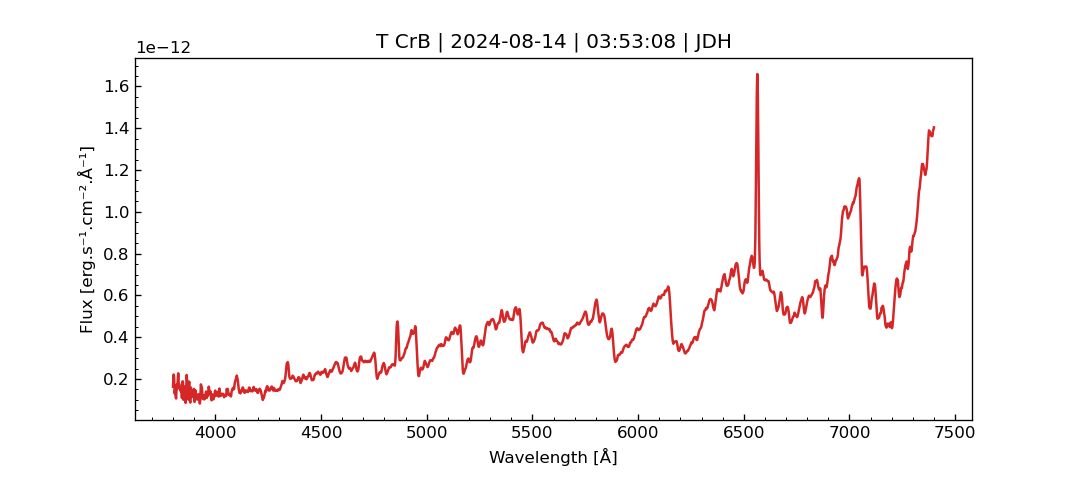 T CrB | 2024-08-14 | 03:53:08 | JDH
1e−12
1.6
1.4
1.2
1.0
0.8
0.6
0.4
0.2
Flux [erg.s⁻¹.cm⁻².Å⁻¹]
4000 4500 5000 5500 6000 6500 7000 7500
Wavelength [Å]